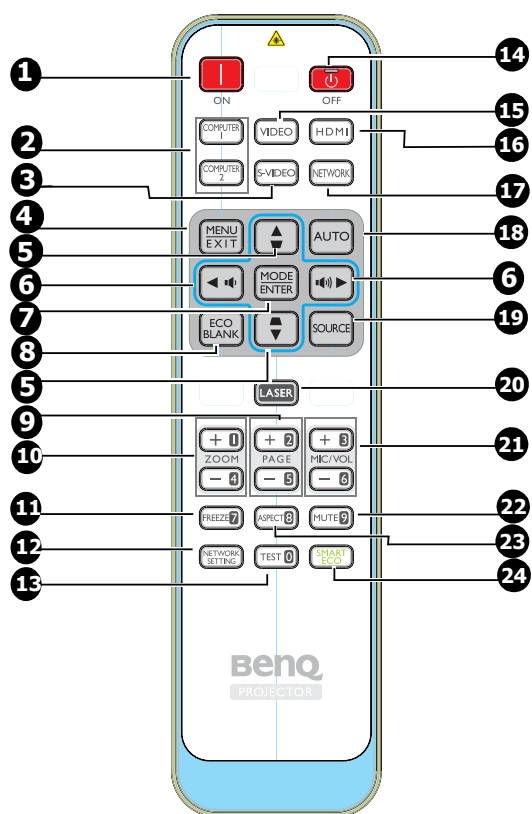 1
14
ON
OFF
15
2
COMPUTER 1
VIDEO
HDMI
16
3
COMPUTER 2
S-VIDEO
NETWORK
17
4
MENU
EXIT
AUTO
18
5
6
MODE
ENTER
6
7
ECO
BLANK
SOURCE
19
8
5
LASER
20
9
10
+ 1
+ 2
+ 3
21
ZOOM
PAGE
MIC/VOL
- 4
- 5
- 6
11
FREEZE 7
ASPECT 8
MUTE 9
22
23
12
NETWORK
SETTING
TEST 0
SMART
ECO
13
24
BenQ
PROJECTOR